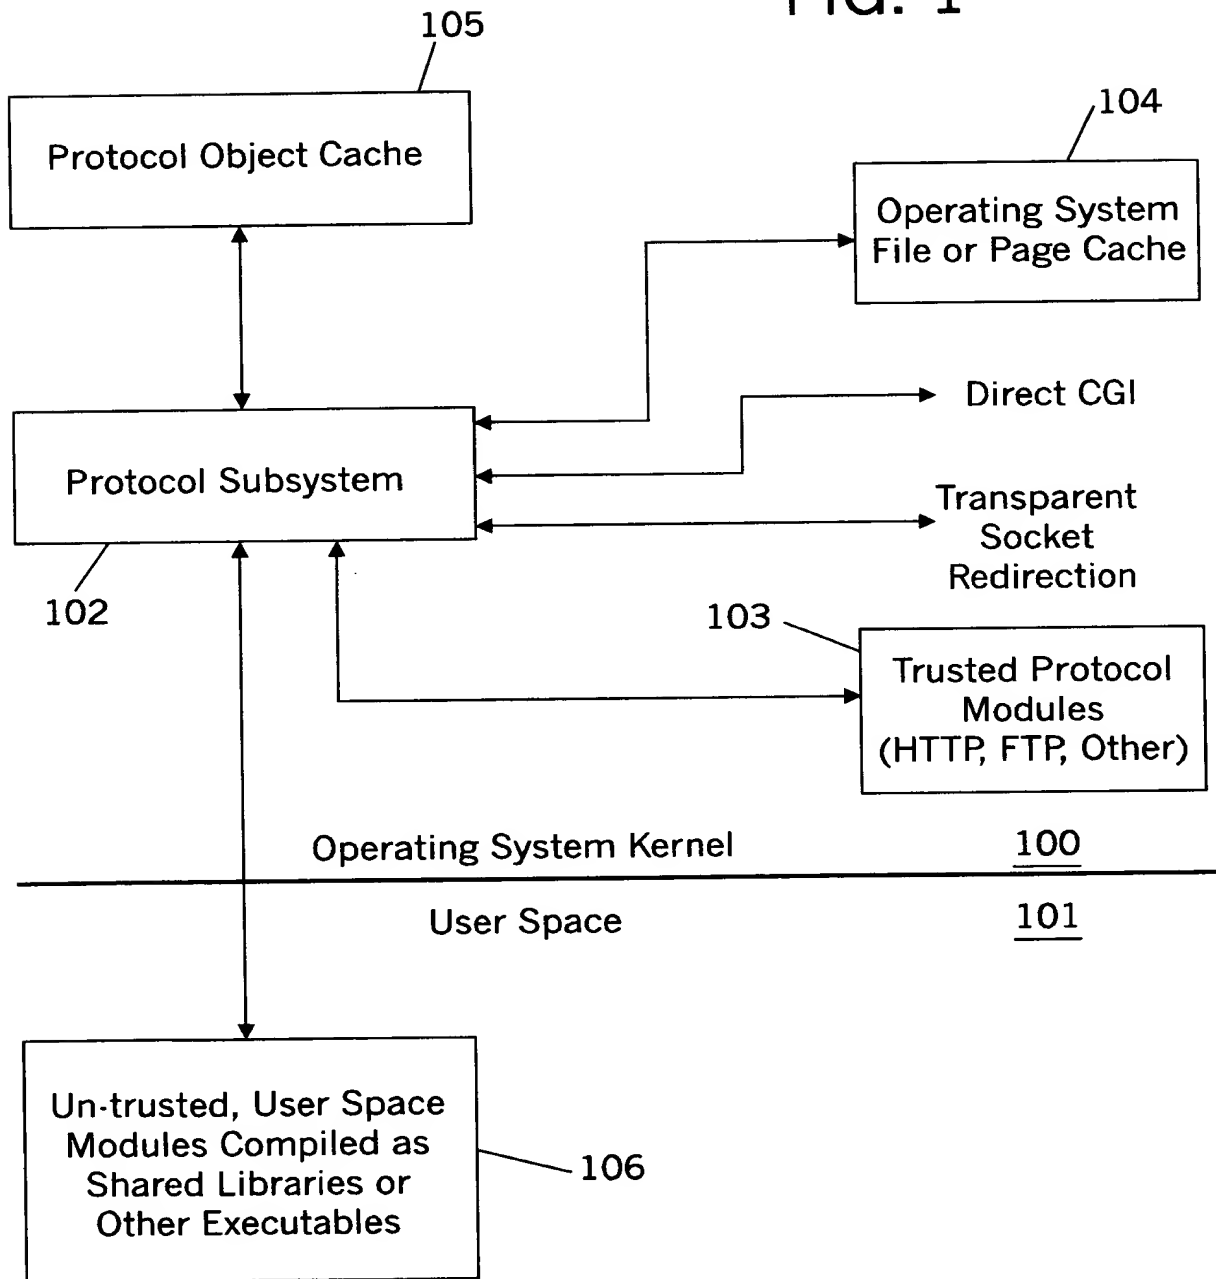 FIG. 1
105
Protocol Object Cache
104
Operating System
File or Page Cache
Direct CGI
Protocol Subsystem
Transparent
Socket
Redirection
102
103
Trusted Protocol
Modules
(HTTP, FTP, Other)
Operating System Kernel
100
User Space
101
Un-trusted, User Space
Modules Compiled as
Shared Libraries or
Other Executables
106